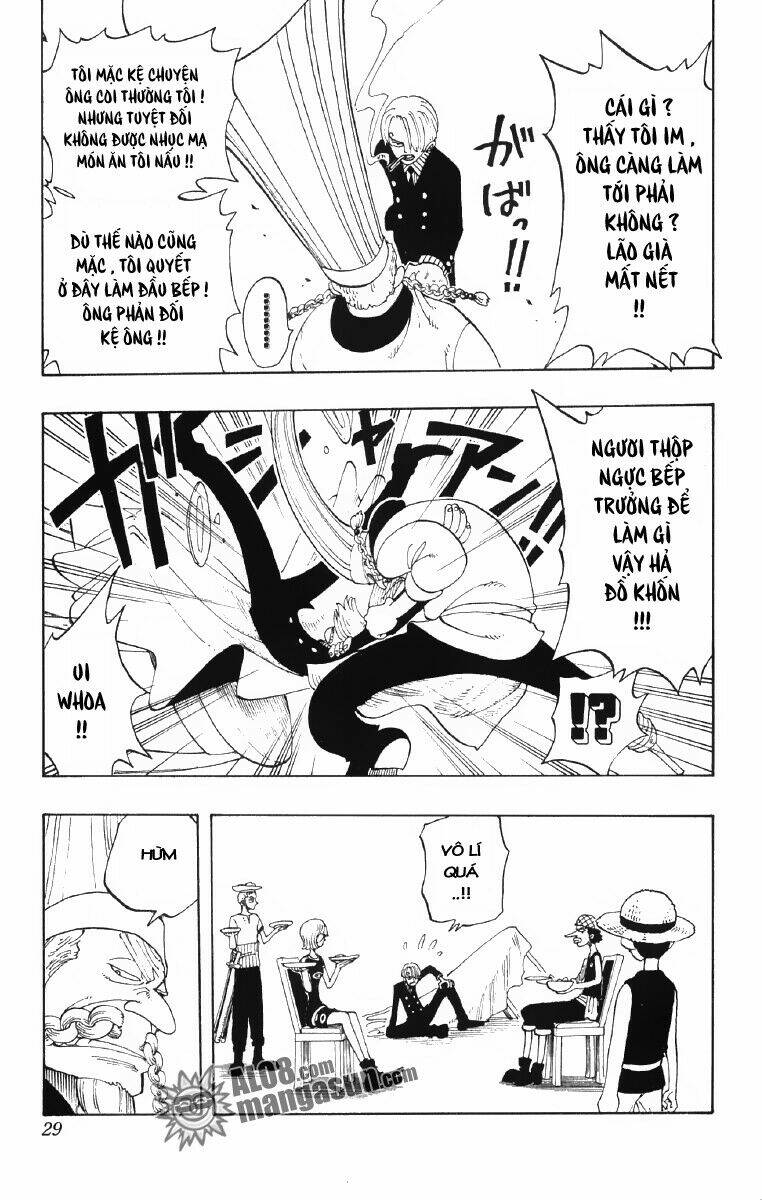 CÁI GÌ ?
THẤY TÔI IM ,
ÔNG CÀNG LÀM
TỚI PHẢI
KHÔNG ?
LÃO GIÀ
MẤT NẾT
!!
がばっ!!
TÔI MẶC KỆ CHUYỆN
ÔNG COI THƯỜNG TÔI !
NHƯNG TUYỆT ĐỐI
KHÔNG ĐƯỢC NHỤC MẠ
MÓN ĂN TÔI NẤU !!
DÙ THẾ NÀO CŨNG
MẶC , TÔI QUYẾT
Ở ĐÂY LÀM ĐẦU BẾP !
ÔNG PHẢN ĐỐI
KỆ ÔNG !!
NGƯƠI THỘP
NGỰC BẾP
TRƯỞNG ĐỂ
LÀM GÌ
VẬY HẢ
ĐỒ KHỐN
!!!
!?
UI
WHOA
!!
VÔ LÍ
QUÁ
..!!
HỪM
ALO8.com
mangasun.com
29